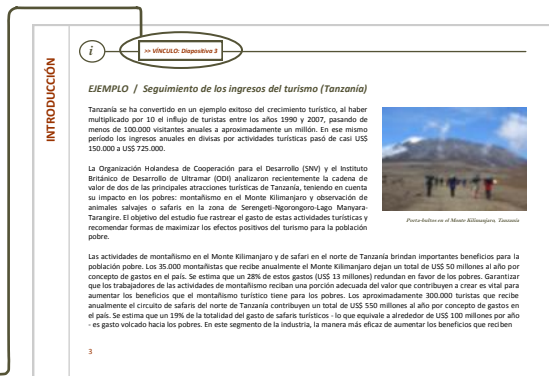 i
>> VÍNCULO: Diapositiva 3
INTRODUCCIÓN
EJEMPLO / Seguimiento de los ingresos del turismo (Tanzania)
Tanzania se ha convertido en un ejemplo exitoso del crecimiento turístico, al haber
multiplicado por 10 el influjo de turistas entre los años 1990 y 2007, pasando de
menos de 100.000 visitantes anuales a aproximadamente un millón. En ese mismo
período los ingresos anuales en divisas por actividades turísticas pasó de casi US$
150.000 a US$ 725.000.
La Organización Holandesa de Cooperación para el Desarrollo (SNV) y el Instituto
Británico de Desarrollo de Ultramar (ODI) analizaron recientemente la cadena de
valor de dos de las principales atracciones turísticas de Tanzania, teniendo en cuenta
su impacto en los pobres: montañismo en el Monte Kilimanjaro y observación de
animales salvajes o safaris en la zona de Serengeti-Ngorongoro-Lago Manyara-
Tarangire. El objetivo del estudio fue rastrear el gasto de estas actividades turísticas y
recomendar formas de maximizar los efectos positivos del turismo para la población
pobre.
Porta-bultos en el Monte Kilimanjaro, Tanzania
Las actividades de montañismo en el Monte Kilimanjaro y de safari en el norte de Tanzania brindan importantes beneficios para la
población pobre. Los 35.000 montañistas que recibe anualmente el Monte Kilimanjaro dejan un total de US$ 50 millones al año por
concepto de gastos en el país. Se estima que un 28% de estos gastos (US$ 13 millones) redundan en favor de los pobres. Garantizar
que los trabajadores de las actividades de montañismo reciban una porción adecuada del valor que contribuyen a crear es vital para
aumentar los beneficios que el montañismo turístico tiene para los pobres. Los aproximadamente 300.000 turistas que recibe
anualmente el circuito de safaris del norte de Tanzania contribuyen un total de US$ 550 millones al año por concepto de gastos en
el país. Se estima que un 19% de la totalidad del gasto de safaris turísticos - lo que equivale a alrededor de US$ 100 millones por año
- es gasto volcado hacia los pobres. En este segmento de la industria, la manera más eficaz de aumentar los beneficios que reciben
3